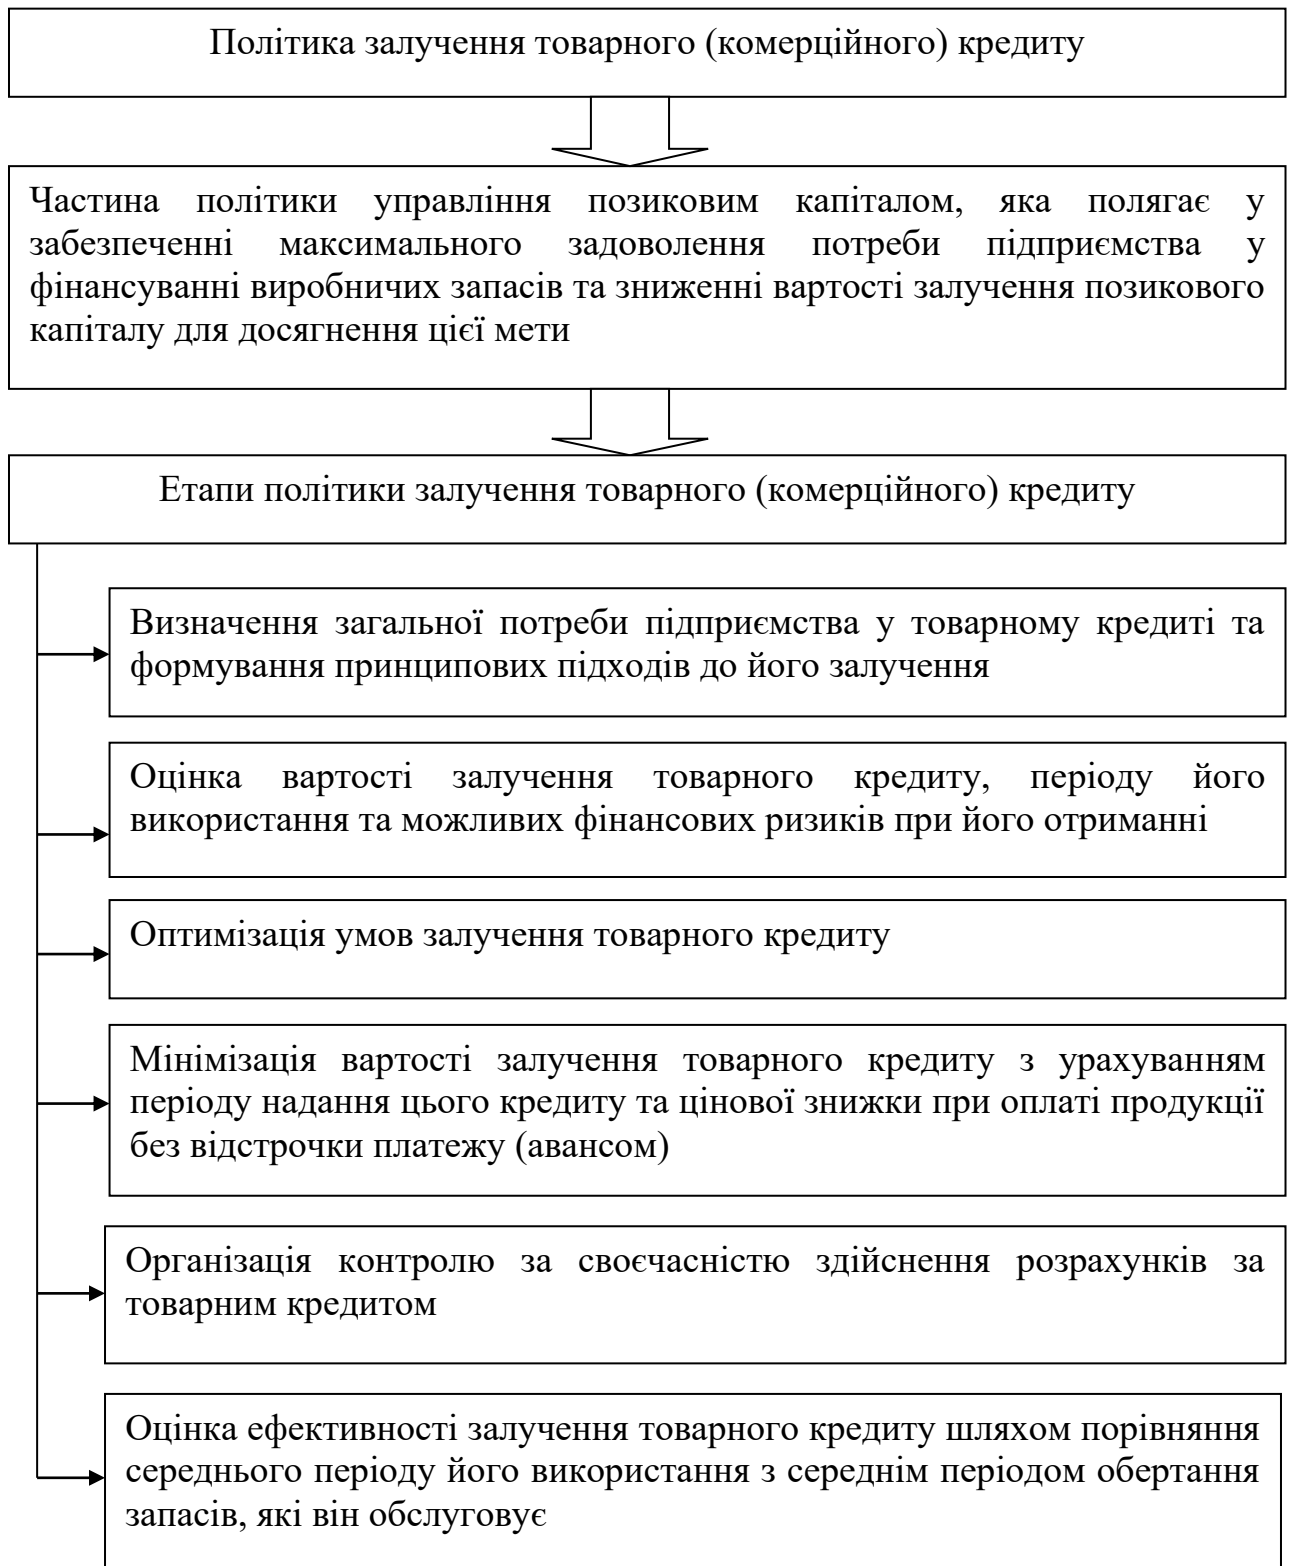 Політика залучення товарного (комерційного) кредиту
Частина політики управління позиковим капіталом, яка полягає у
забезпеченні максимального задоволення потреби підприємства у
фінансуванні виробничих запасів та зниженні вартості залучення позикового
капіталу для досягнення цієї мети
Етапи політики залучення товарного (комерційного) кредиту
Визначення загальної потреби підприємства у товарному кредиті та
формування принципових підходів до його залучення
Оцінка вартості залучення товарного кредиту, періоду його
використання та можливих фінансових ризиків при його отриманні
Оптимізація умов залучення товарного кредиту
Мінімізація вартості залучення товарного кредиту з урахуванням
періоду надання цього кредиту та цінової знижки при оплаті продукції
без відстрочки платежу (авансом)
Організація контролю за своєчасністю здійснення розрахунків за
товарним кредитом
Оцінка ефективності залучення товарного кредиту шляхом порівняння
середнього періоду його використання з середнім періодом обертання
запасів, які він обслуговує